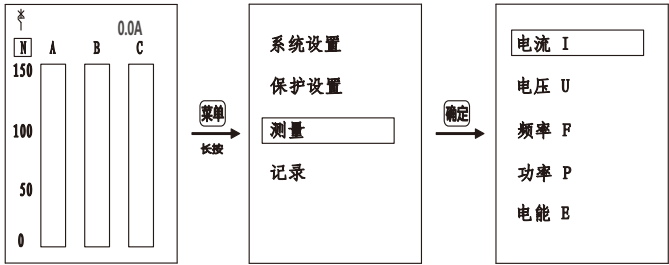 0.0A
N A B C
150
100
50
0
菜单
长按
系统设置
保护设置
测量
记录
确定
电流 I
电压 U
频率 F
功率 P
电能 E